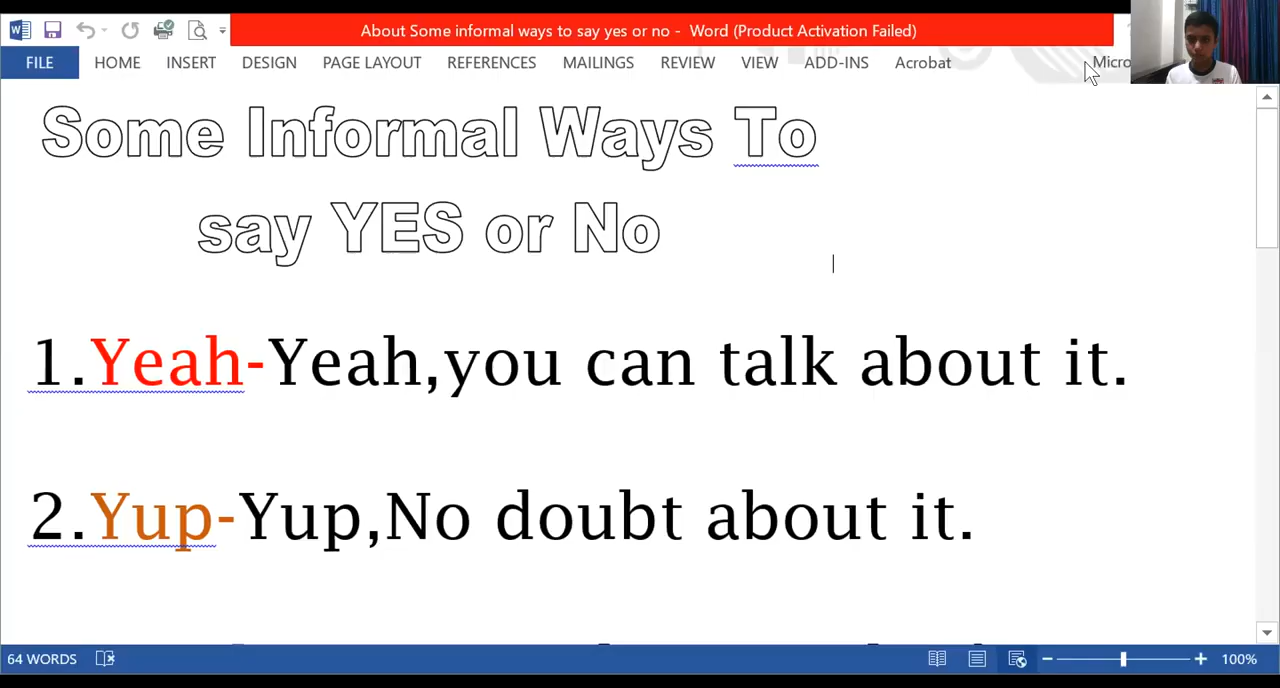 About Some informal ways to say yes or no - Word (Product Activation Failed)
FILE HOME INSERT DESIGN PAGE LAYOUT REFERENCES MAILINGS REVIEW VIEW ADD-INS Acrobat Micro
Some Informal Ways To
say YES or No
1.Yeah-Yeah,you can talk about it.
2.Yup-Yup,No doubt about it.
64 WORDS 100%